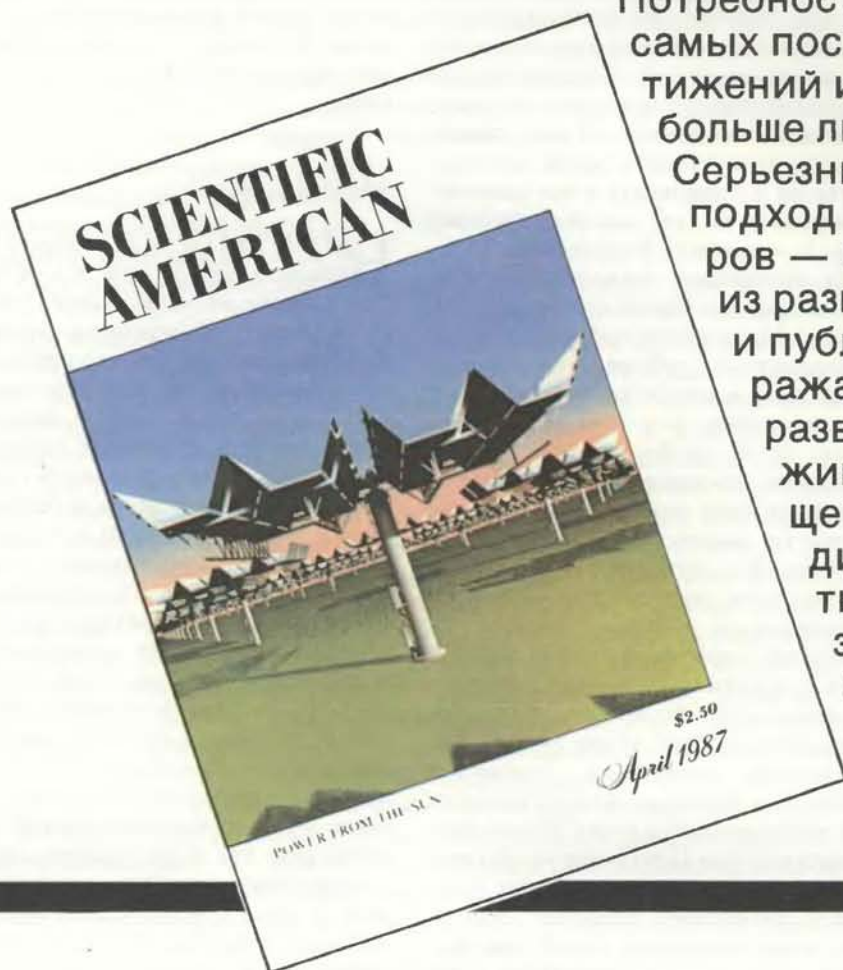 Потребнос
самых пос
тижений и
больше ли
Серьезн
подход
ров —
из разв
и публ
ража
разв
жи
ще
ди
т
з
SCIENTIFIC
AMERICAN
$2.50
April 1987
POWER FROM THE SUN